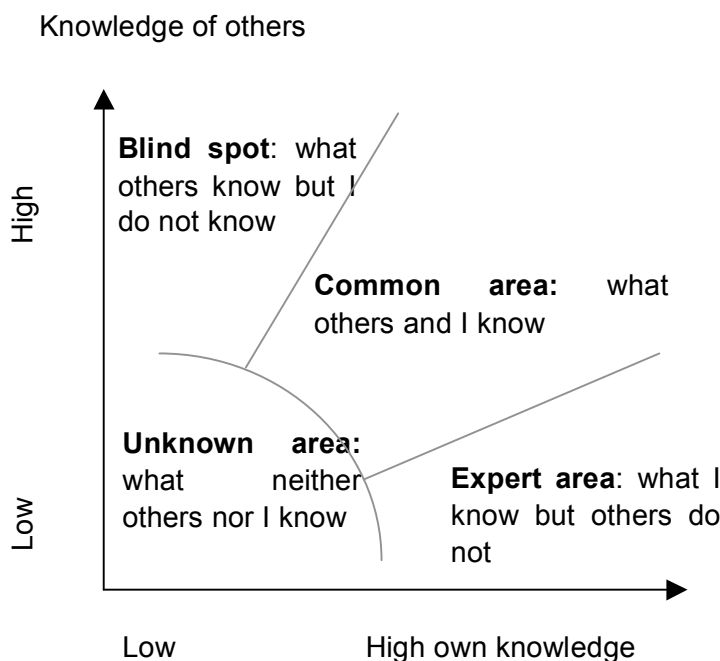 Knowledge of others
High
Blind spot: what
others know but I
do not know
Common area: what
others and I know
Low
Unknown area:
what neither
others nor I know
Expert area: what I
know but others do
not
Low
High own knowledge